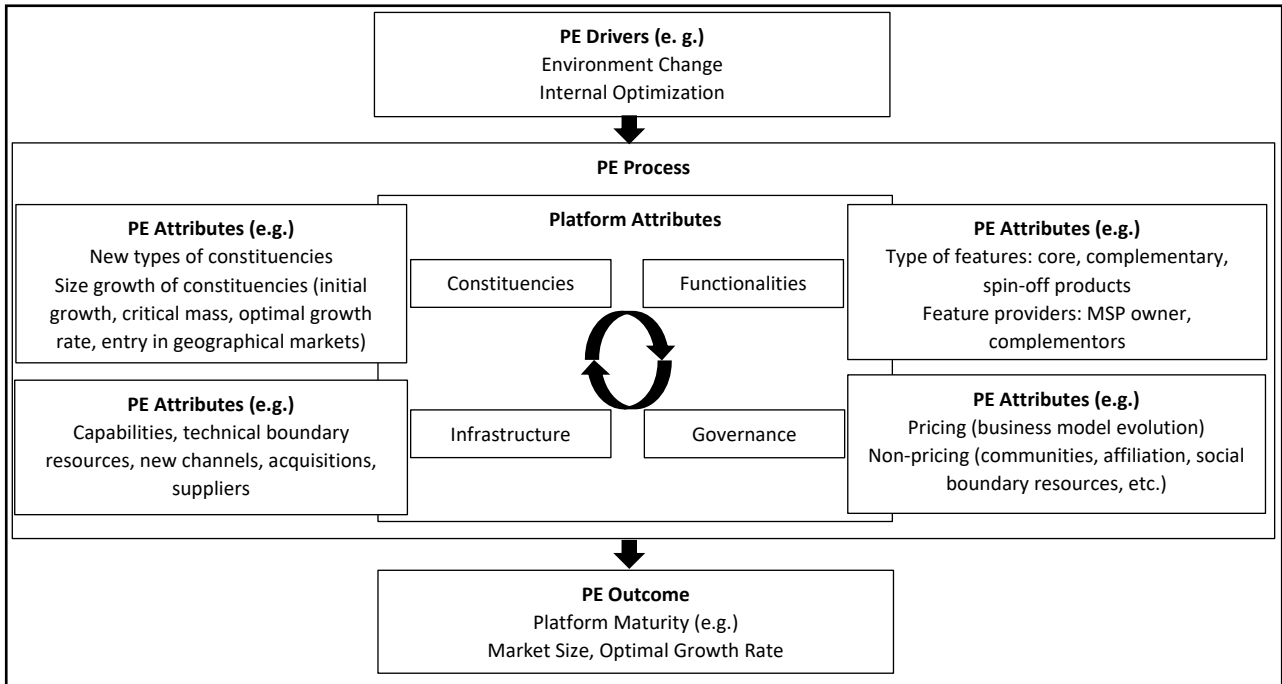 PE Drivers (e. g.)
Environment Change
Internal Optimization
PE Process
Platform Attributes
PE Attributes (e.g.)
New types of constituencies
Size growth of constituencies (initial
growth, critical mass, optimal growth
rate, entry in geographical markets)
Constituencies
Functionalities
PE Attributes (e.g.)
Type of features: core, complementary,
spin-off products
Feature providers: MSP owner,
complementors
PE Attributes (e.g.)
Capabilities, technical boundary
resources, new channels, acquisitions,
suppliers
Infrastructure
Governance
PE Attributes (e.g.)
Pricing (business model evolution)
Non-pricing (communities, affiliation, social
boundary resources, etc.)
PE Outcome
Platform Maturity (e.g.)
Market Size, Optimal Growth Rate